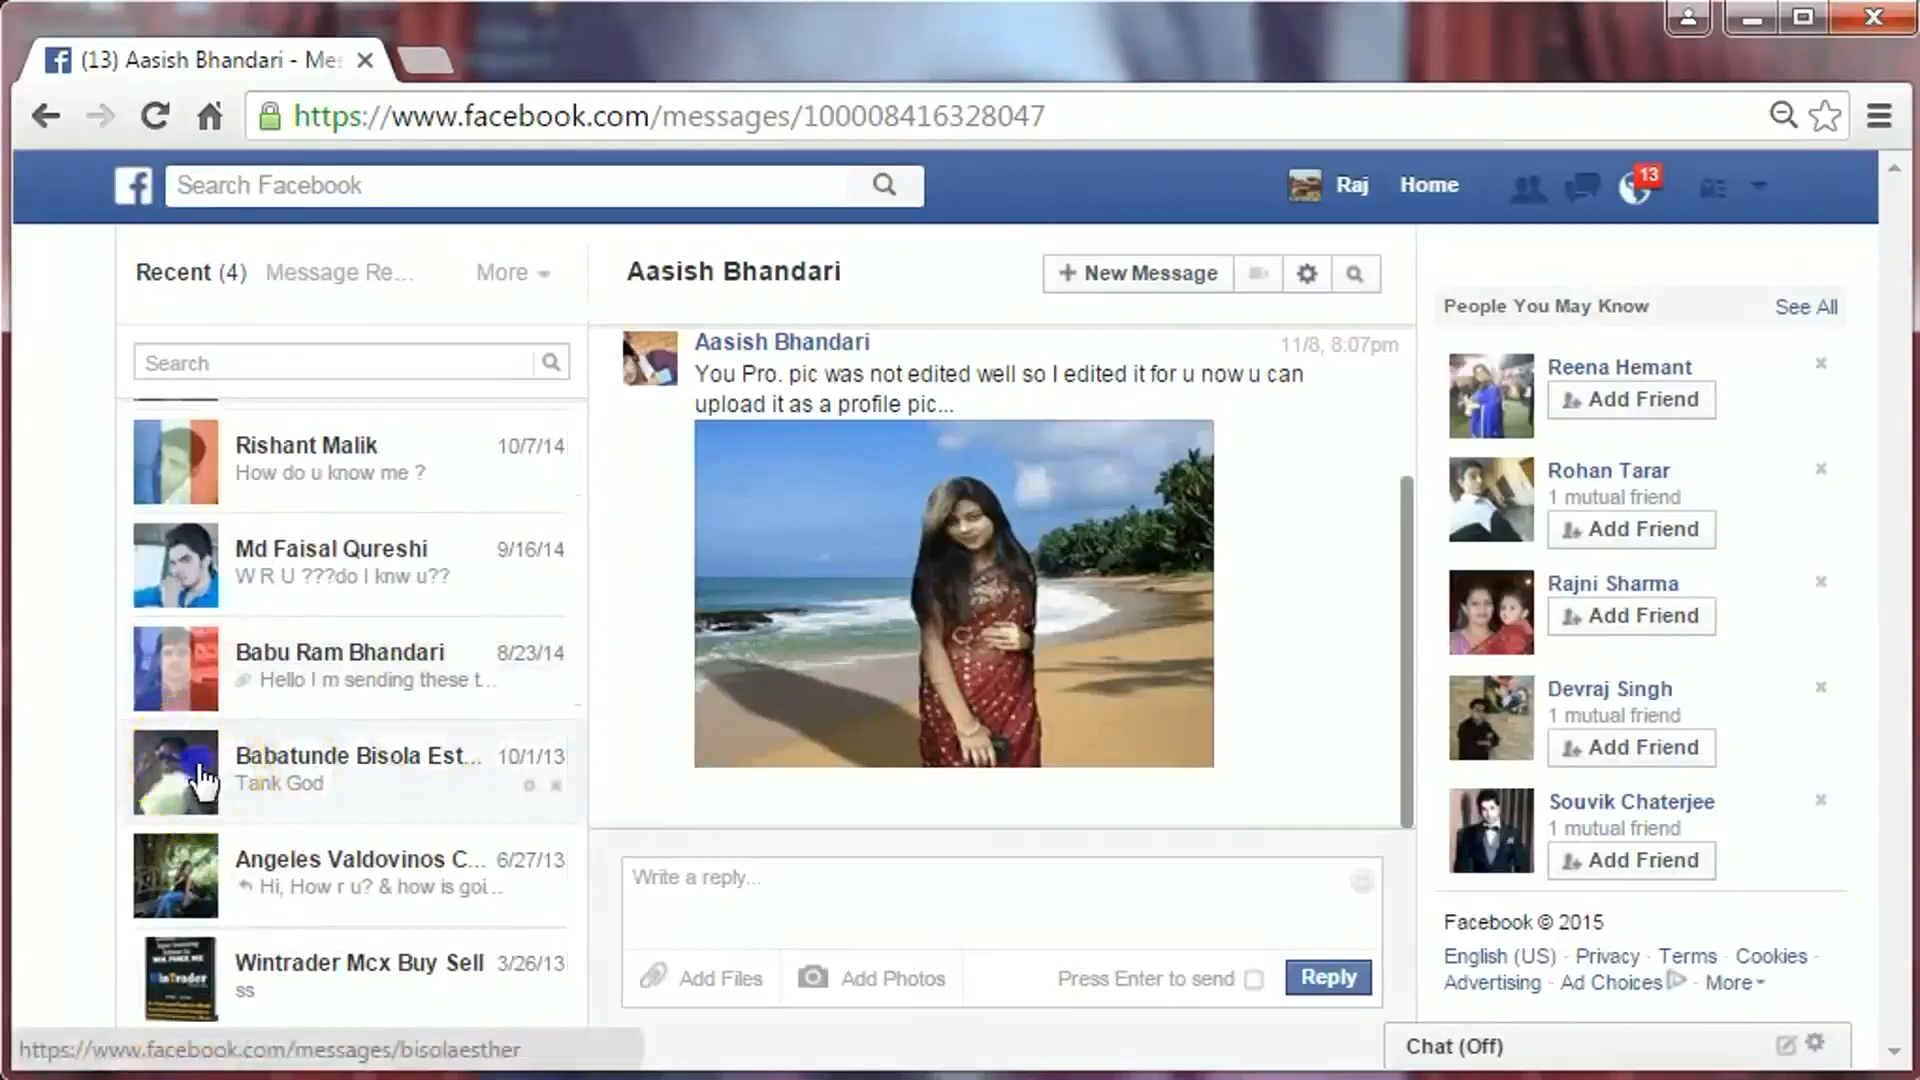 (13) Aasish Bhandari - Mes
https://www.facebook.com/messages/100008416328047
Search Facebook
Raj
Home
13
Recent (4)
Message Re...
More
Aasish Bhandari
New Message
Search
Rishant Malik
10/7/14
How do u know me ?
Md Faisal Qureshi
9/16/14
W R U ???do I knw u??
Babu Ram Bhandari
8/23/14
Hello I m sending these t...
Babatunde Bisola Est...
10/1/13
Tank God
Angeles Valdovinos C...
6/27/13
Hi, How r u? & how is goi...
Wintrader Mcx Buy Sell
3/26/13
ss
WinTrader
Aasish Bhandari
11/8, 8:07pm
You Pro. pic was not edited well so I edited it for u now u can
upload it as a profile pic...
Write a reply...
Add Files
Add Photos
Press Enter to send
Reply
People You May Know
See All
Reena Hemant
Add Friend
Rohan Tarar
1 mutual friend
Add Friend
Rajni Sharma
Add Friend
Devraj Singh
1 mutual friend
Add Friend
Souvik Chaterjee
1 mutual friend
Add Friend
Facebook © 2015
English (US) · Privacy · Terms · Cookies ·
Advertising · Ad Choices · More
Chat (Off)
https://www.facebook.com/messages/bisolaesther